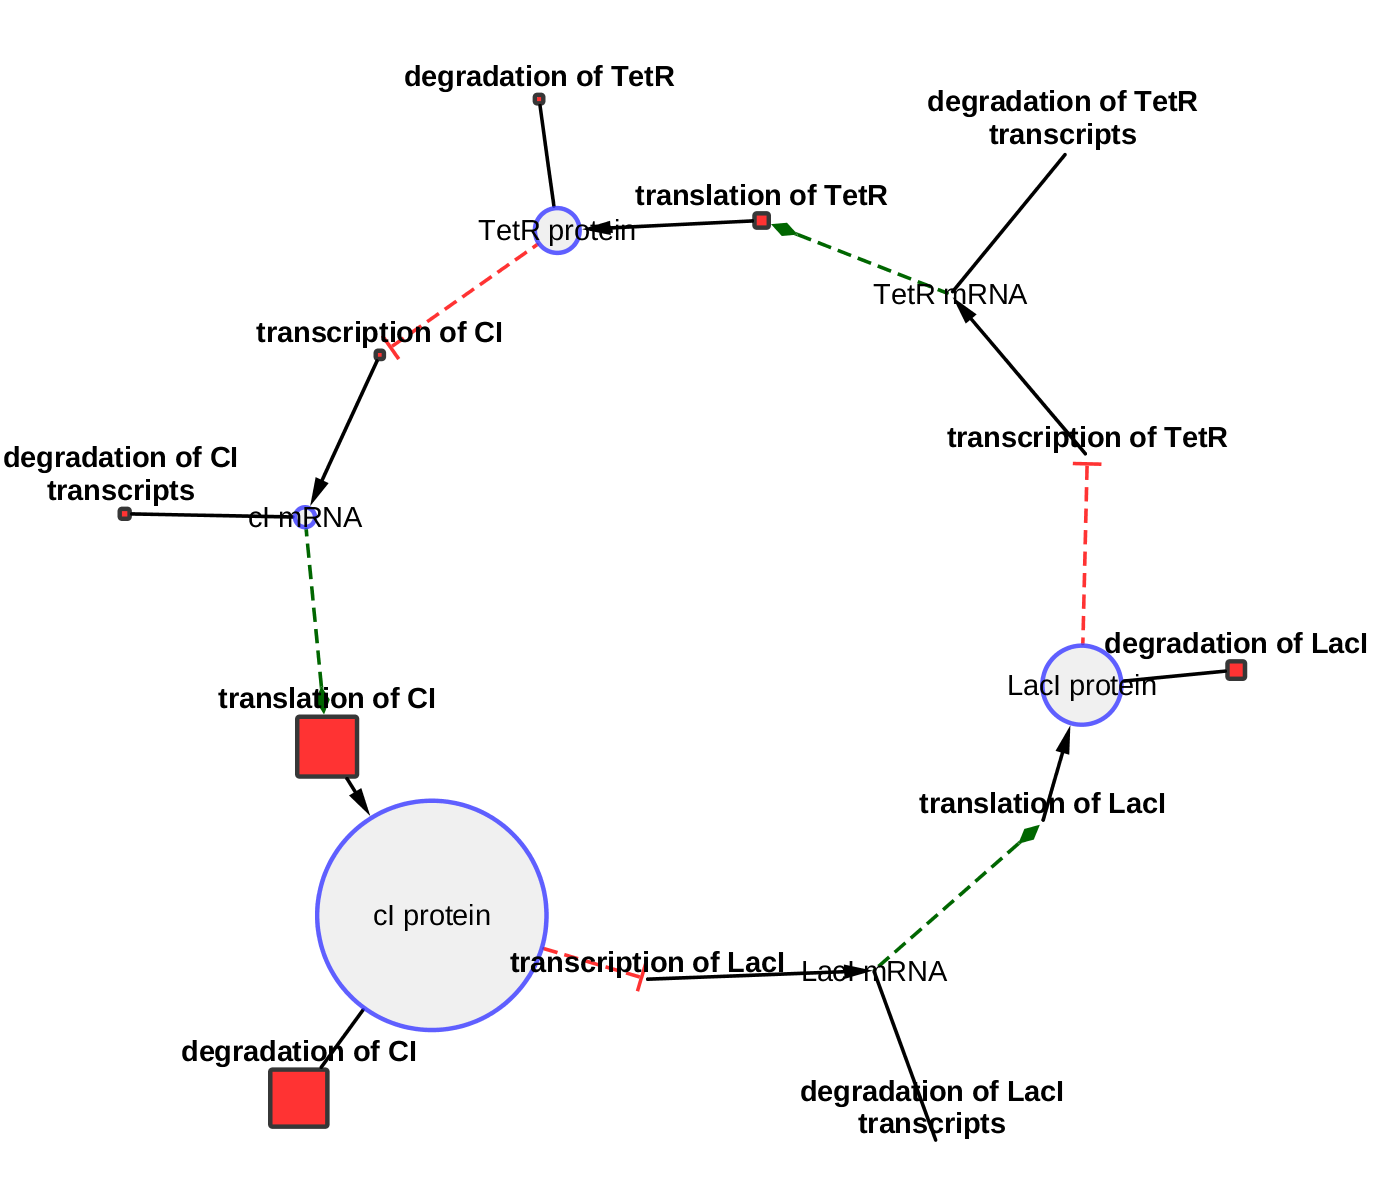 degradation of TetR
degradation of TetR
transcripts
translation of TetR
TetR protein
TetR mRNA
transcription of CI
transcription of TetR
degradation of CI
transcripts
cI mRNA
degradation of LacI
LacI protein
translation of CI
translation of LacI
cI protein
transcription of LacI
LacI mRNA
degradation of CI
degradation of LacI
transcripts